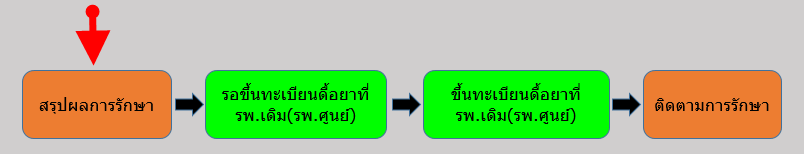 สรุปผลการรักษา
รอขึ้นทะเบียนดื้อยาที่
รพ.เดิม(รพ.ศูนย์)
ขึ้นทะเบียนดื้อยาที่
รพ.เดิม(รพ.ศูนย์)
ติดตามการรักษา